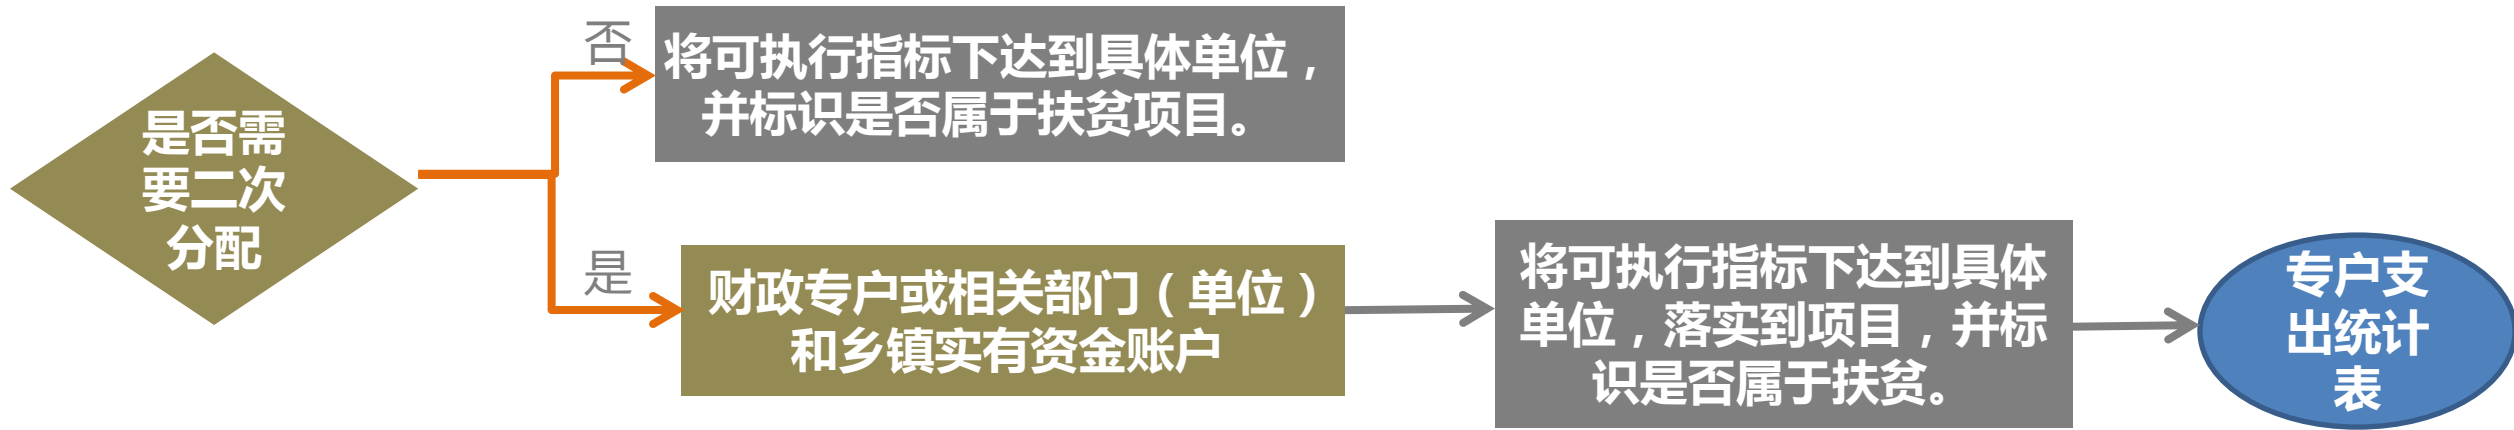 是否需
要二次
分配
否
将可执行指标下达到具体单位，
并标识是否属于扶贫项目。
是
财政专户司相关部门（单位）
和乡镇实有资金账户
将可执行指标下达到具体
单位，落实到项目，并标
识是否属于扶贫。
专户支
出统计
表